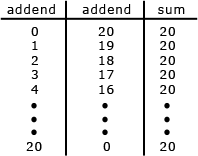 addend addend sum
0 20 20
1 19 20
2 18 20
3 17 20
4 16 20
• • •
• • •
• • •
20 0 20